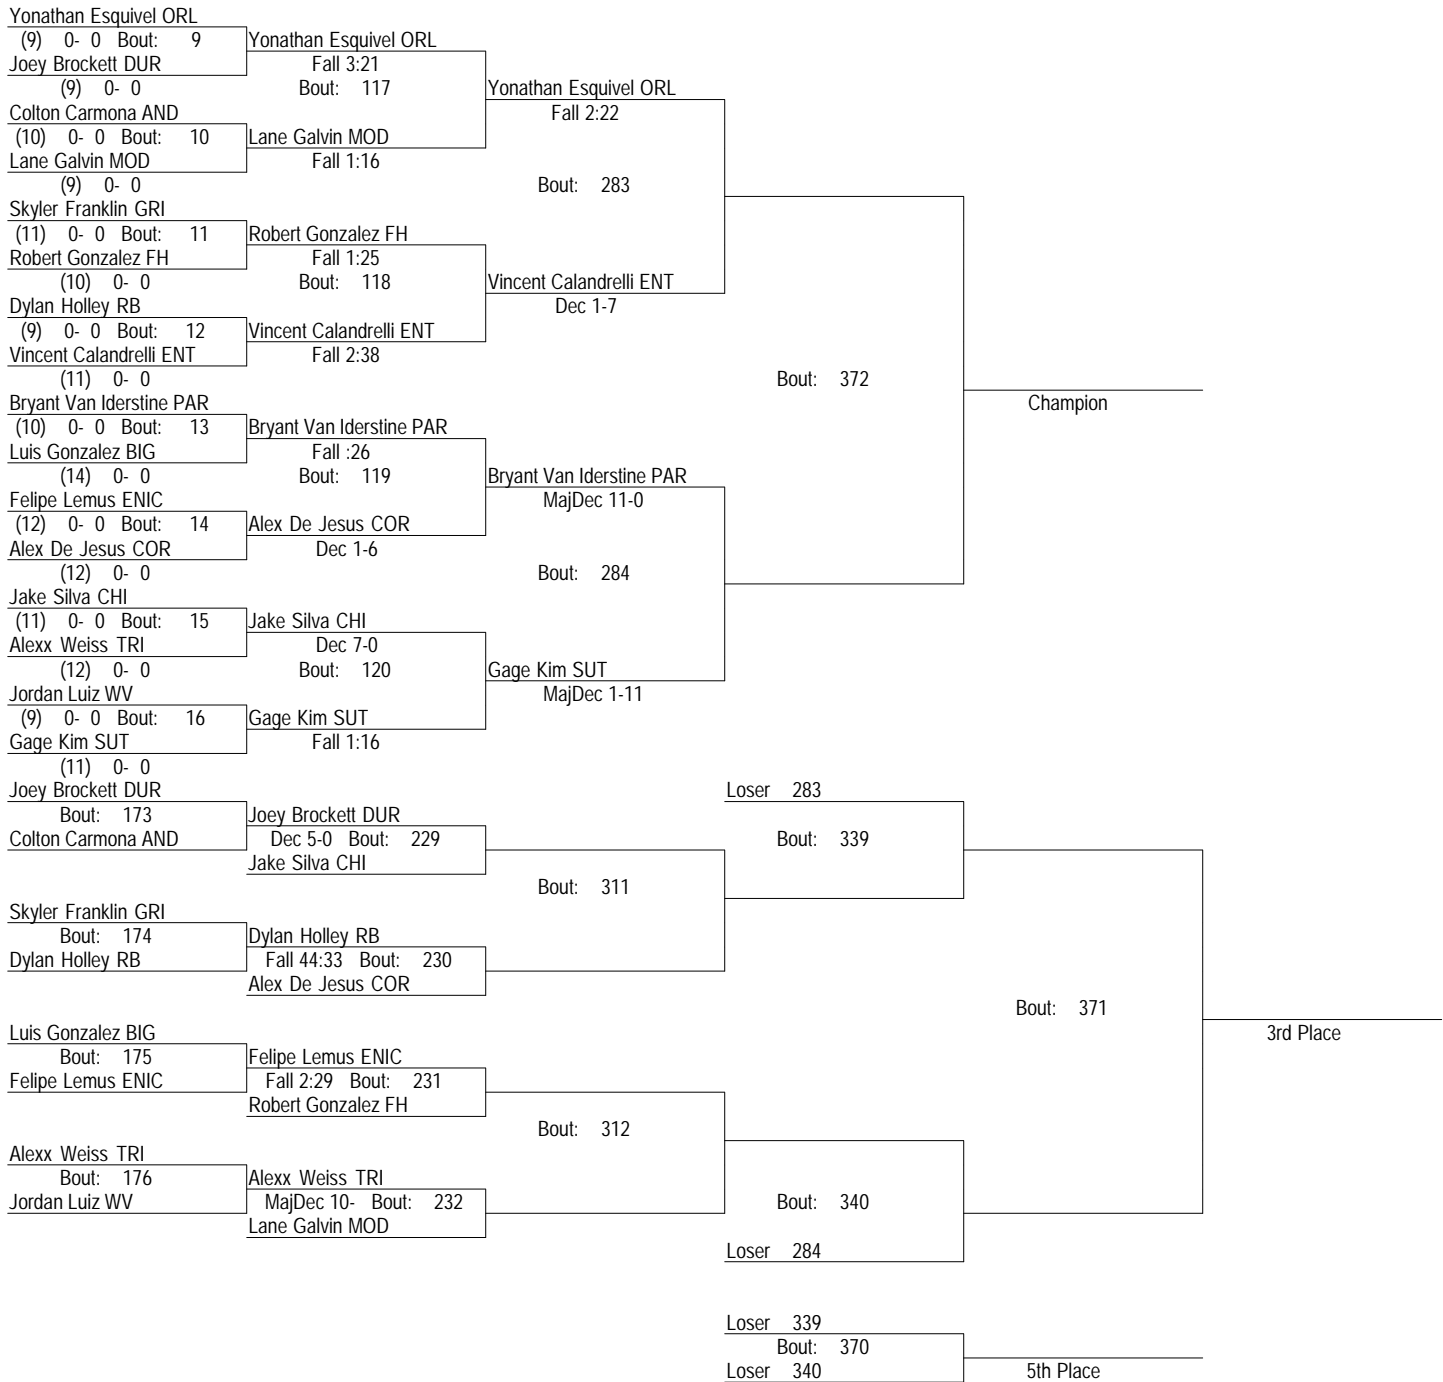 Yonathan Esquivel ORL
(9) 0- 0 Bout: 9 Yonathan Esquivel ORL
Joey Brockett DUR Fall 3:21
(9) 0- 0 Bout: 117 Yonathan Esquivel ORL
Colton Carmona AND Fall 2:22
(10) 0- 0 Bout: 10 Lane Galvin MOD
Lane Galvin MOD Fall 1:16
(9) 0- 0 Bout: 283
Skyler Franklin GRI
(11) 0- 0 Bout: 11 Robert Gonzalez FH
Robert Gonzalez FH Fall 1:25
(10) 0- 0 Bout: 118 Vincent Calandrelli ENT
Dylan Holley RB Dec 1-7
(9) 0- 0 Bout: 12 Vincent Calandrelli ENT
Vincent Calandrelli ENT Fall 2:38
(11) 0- 0 Bout: 372
Bryant Van Iderstine PAR Champion
(10) 0- 0 Bout: 13 Bryant Van Iderstine PAR
Luis Gonzalez BIG Fall :26
(14) 0- 0 Bout: 119 Bryant Van Iderstine PAR
Felipe Lemus ENIC MajDec 11-0
(12) 0- 0 Bout: 14 Alex De Jesus COR
Alex De Jesus COR Dec 1-6
(12) 0- 0 Bout: 284
Jake Silva CHI
(11) 0- 0 Bout: 15 Jake Silva CHI
Alexx Weiss TRI Dec 7-0
(12) 0- 0 Bout: 120 Gage Kim SUT
Jordan Luiz WV MajDec 1-11
(9) 0- 0 Bout: 16 Gage Kim SUT
Gage Kim SUT Fall 1:16
(11) 0- 0
Joey Brockett DUR Loser 283
Bout: 173 Joey Brockett DUR
Colton Carmona AND Dec 5-0 Bout: 229 Bout: 339
Jake Silva CHI
Bout: 311
Skyler Franklin GRI
Bout: 174 Dylan Holley RB
Dylan Holley RB Fall 44:33 Bout: 230
Alex De Jesus COR
Bout: 371
Luis Gonzalez BIG 3rd Place
Bout: 175 Felipe Lemus ENIC
Felipe Lemus ENIC Fall 2:29 Bout: 231
Robert Gonzalez FH
Bout: 312
Alexx Weiss TRI
Bout: 176 Alexx Weiss TRI
Jordan Luiz WV MajDec 10- Bout: 232 Bout: 340
Lane Galvin MOD
Loser 284
Loser 339
Bout: 370
Loser 340 5th Place